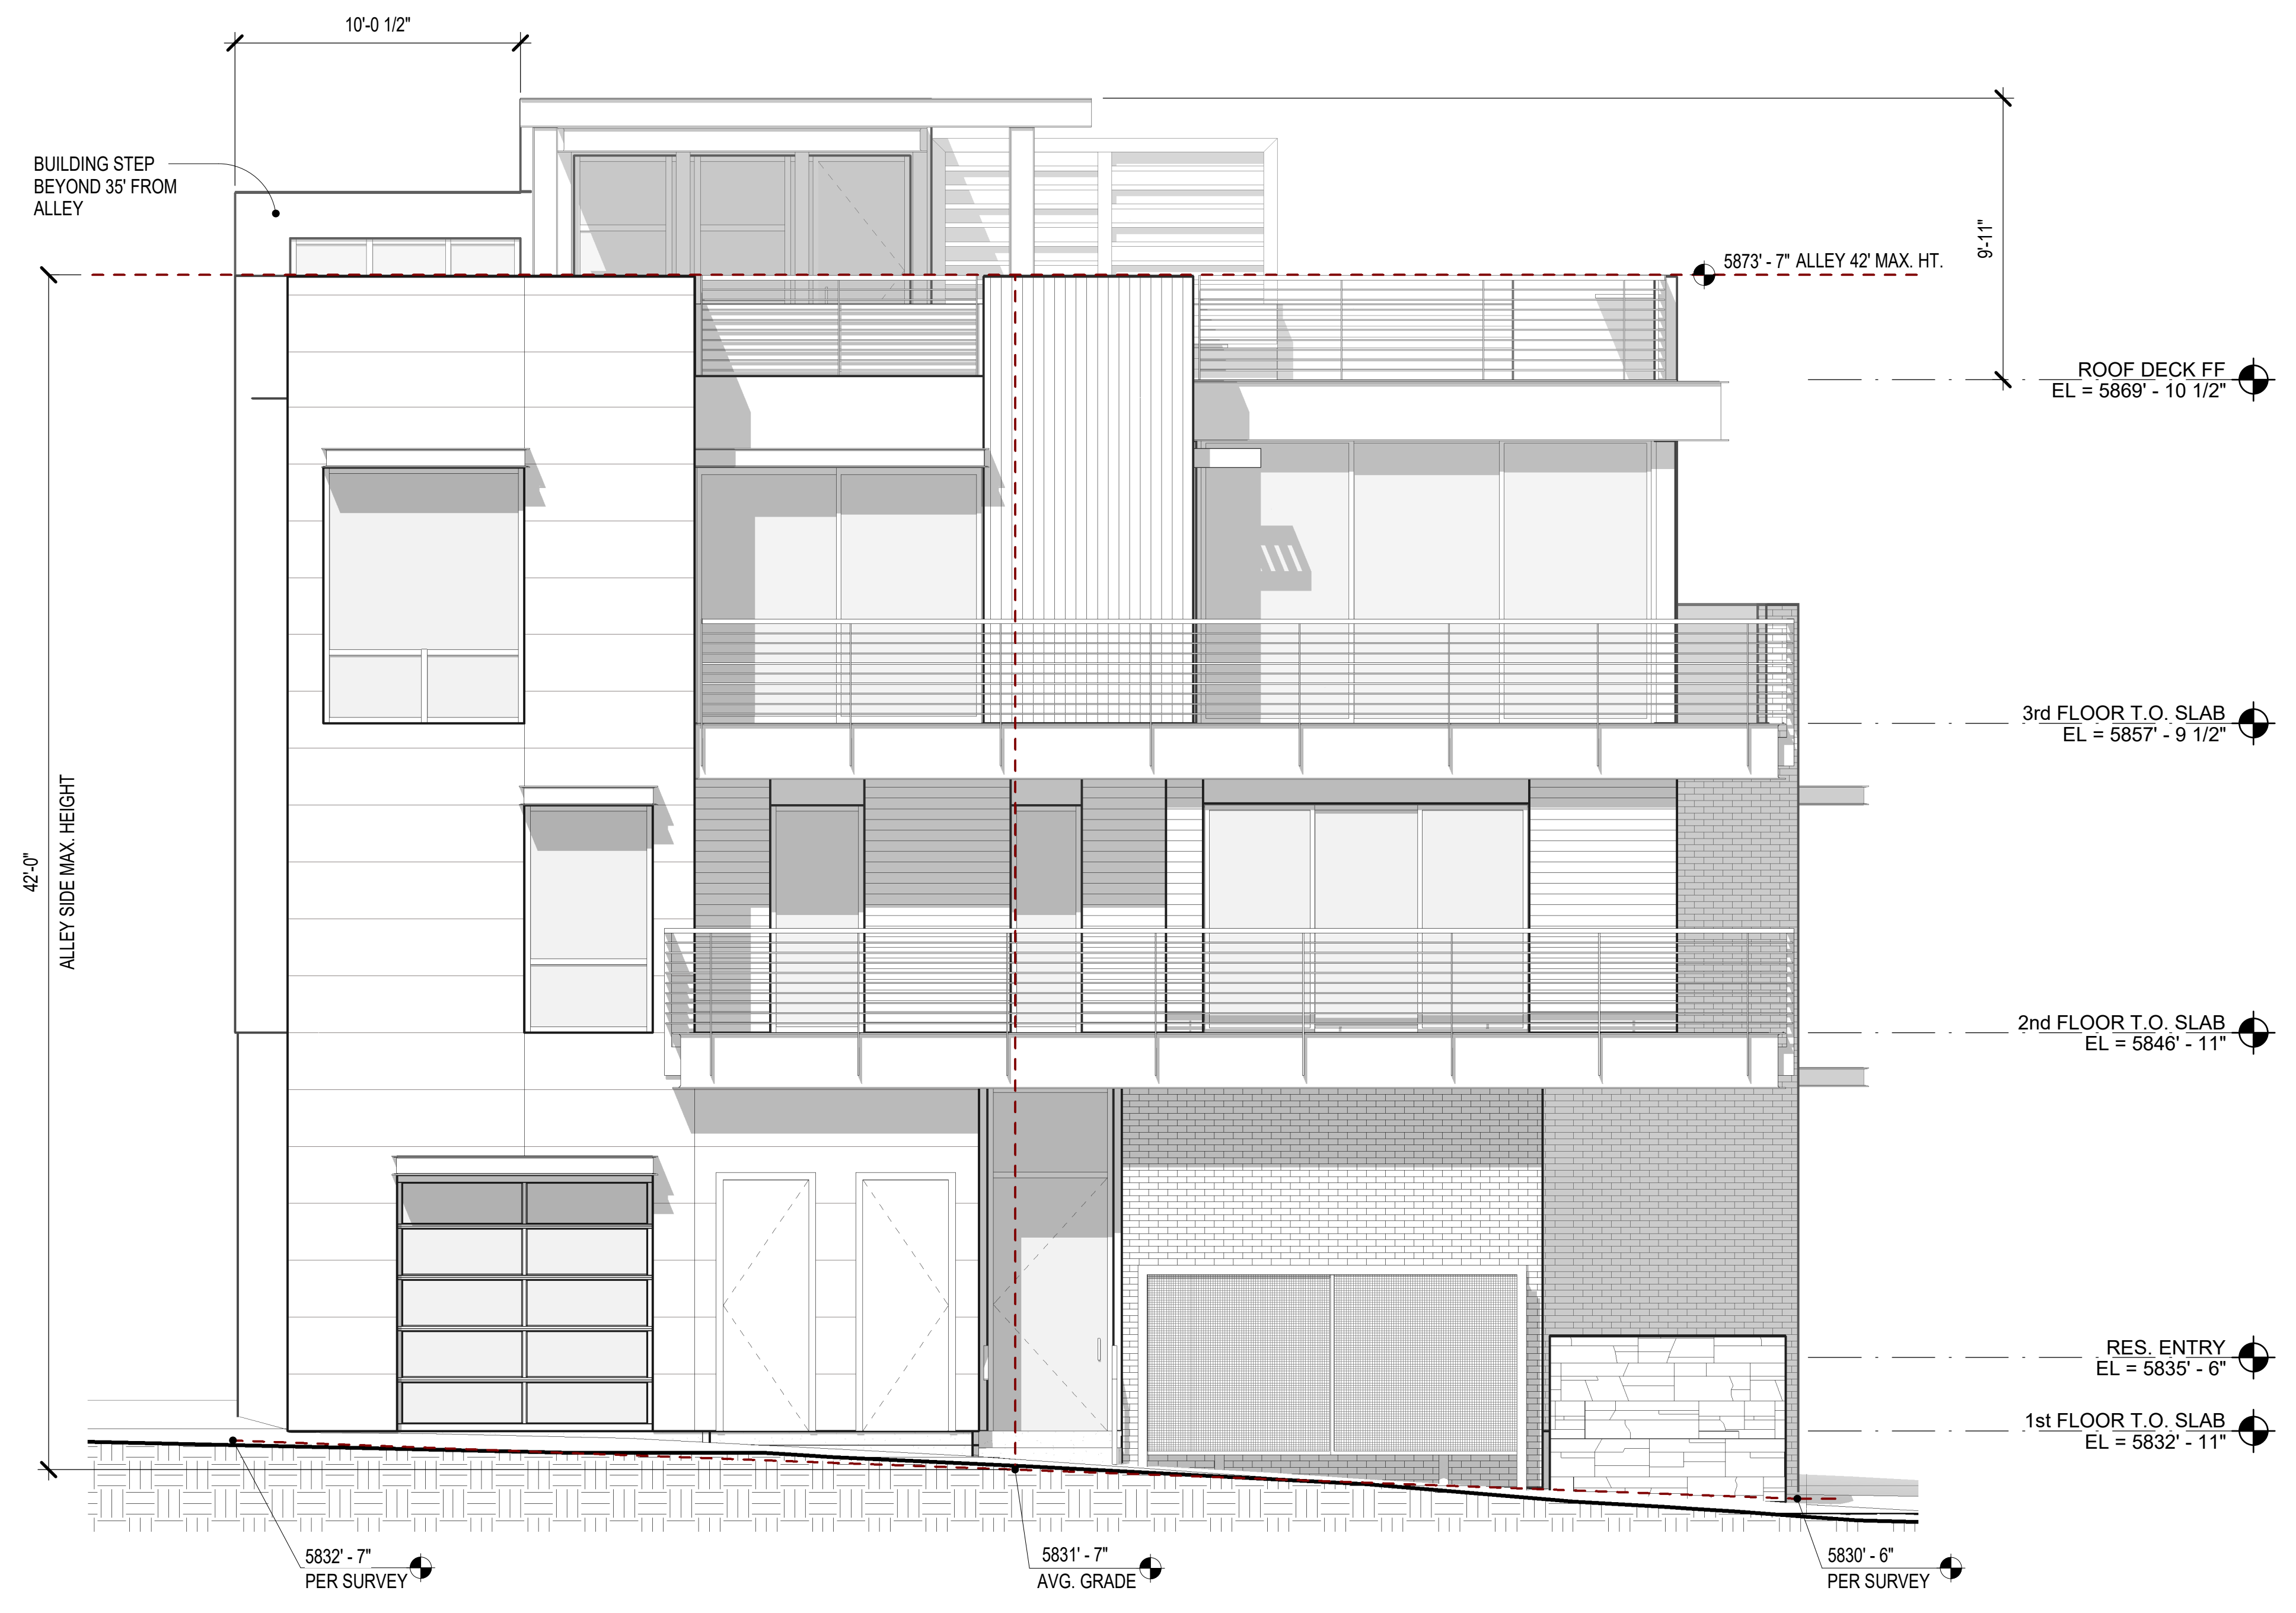 10'-0 1/2"
BUILDING STEP
BEYOND 35' FROM
ALLEY
9'-11"
5873' - 7" ALLEY 42' MAX. HT.
ROOF DECK FF
EL = 5869' - 10 1/2"
3rd FLOOR T.O. SLAB
EL = 5857' - 9 1/2"
42'-0"
ALLEY SIDE MAX. HEIGHT
2nd FLOOR T.O. SLAB
EL = 5846' - 11"
RES. ENTRY
EL = 5835' - 6"
1st FLOOR T.O. SLAB
EL = 5832' - 11"
5832' - 7"
PER SURVEY
5831' - 7"
AVG. GRADE
5830' - 6"
PER SURVEY